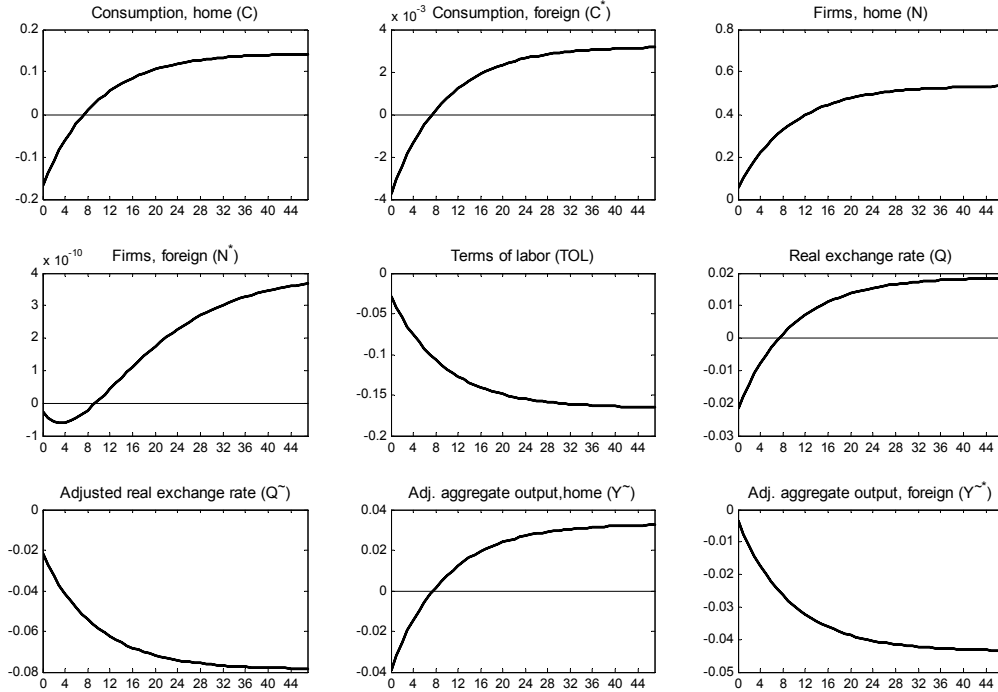 Consumption, home (C)
0.2
0.1
0
-0.1
-0.2
0 4 8 12 16 20 24 28 32 36 40 44
x 10^-3 Consumption, foreign (C*)
4
2
0
-2
-4
0 4 8 12 16 20 24 28 32 36 40 44
Firms, home (N)
0.8
0.6
0.4
0.2
0
0 4 8 12 16 20 24 28 32 36 40 44
x 10^-10 Firms, foreign (N*)
4
3
2
1
0
-1
0 4 8 12 16 20 24 28 32 36 40 44
Terms of labor (TOL)
0
-0.05
-0.1
-0.15
-0.2
0 4 8 12 16 20 24 28 32 36 40 44
Real exchange rate (Q)
0.02
0.01
0
-0.01
-0.02
-0.03
0 4 8 12 16 20 24 28 32 36 40 44
Adjusted real exchange rate (Q~)
0
-0.02
-0.04
-0.06
-0.08
0 4 8 12 16 20 24 28 32 36 40 44
Adj. aggregate output,home (Y~)
0.04
0.02
0
-0.02
-0.04
0 4 8 12 16 20 24 28 32 36 40 44
Adj. aggregate output, foreign (Y~*)
0
-0.01
-0.02
-0.03
-0.04
-0.05
0 4 8 12 16 20 24 28 32 36 40 44